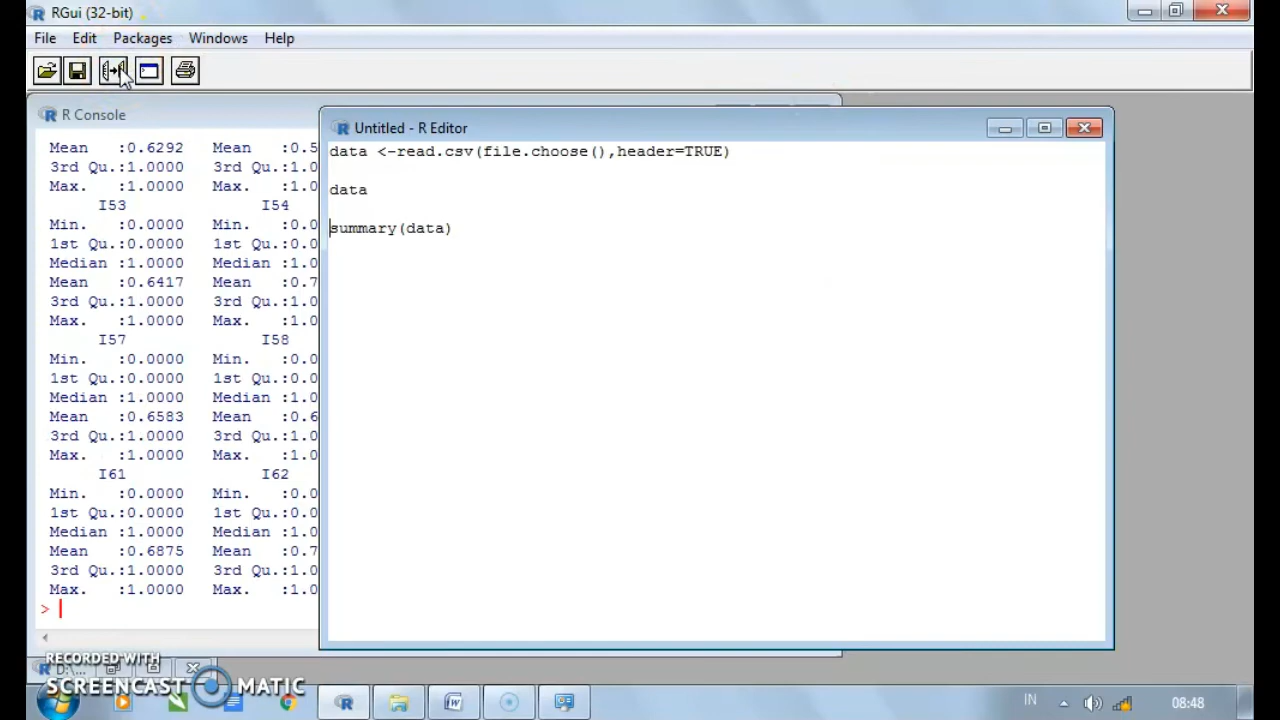 RGui (32-bit)
File Edit Packages Windows Help
R Console
Mean :0.6292 Mean :0.5
3rd Qu.:1.0000 3rd Qu.:1.0
Max. :1.0000 Max. :1.0
I53 I54
Min. :0.0000 Min. :0.0
1st Qu.:0.0000 1st Qu.:0.0
Median :1.0000 Median :1.0
Mean :0.6417 Mean :0.7
3rd Qu.:1.0000 3rd Qu.:1.0
Max. :1.0000 Max. :1.0
I57 I58
Min. :0.0000 Min. :0.0
1st Qu.:0.0000 1st Qu.:0.0
Median :1.0000 Median :1.0
Mean :0.6583 Mean :0.6
3rd Qu.:1.0000 3rd Qu.:1.0
Max. :1.0000 Max. :1.0
I61 I62
Min. :0.0000 Min. :0.0
1st Qu.:0.0000 1st Qu.:0.0
Median :1.0000 Median :1.0
Mean :0.6875 Mean :0.7
3rd Qu.:1.0000 3rd Qu.:1.0
Max. :1.0000 Max. :1.0
>
Untitled - R Editor
data <-read.csv(file.choose(),header=TRUE)
data
summary(data)
D:\...
RECORDED WITH
SCREENCAST MATIC
IN
08:48